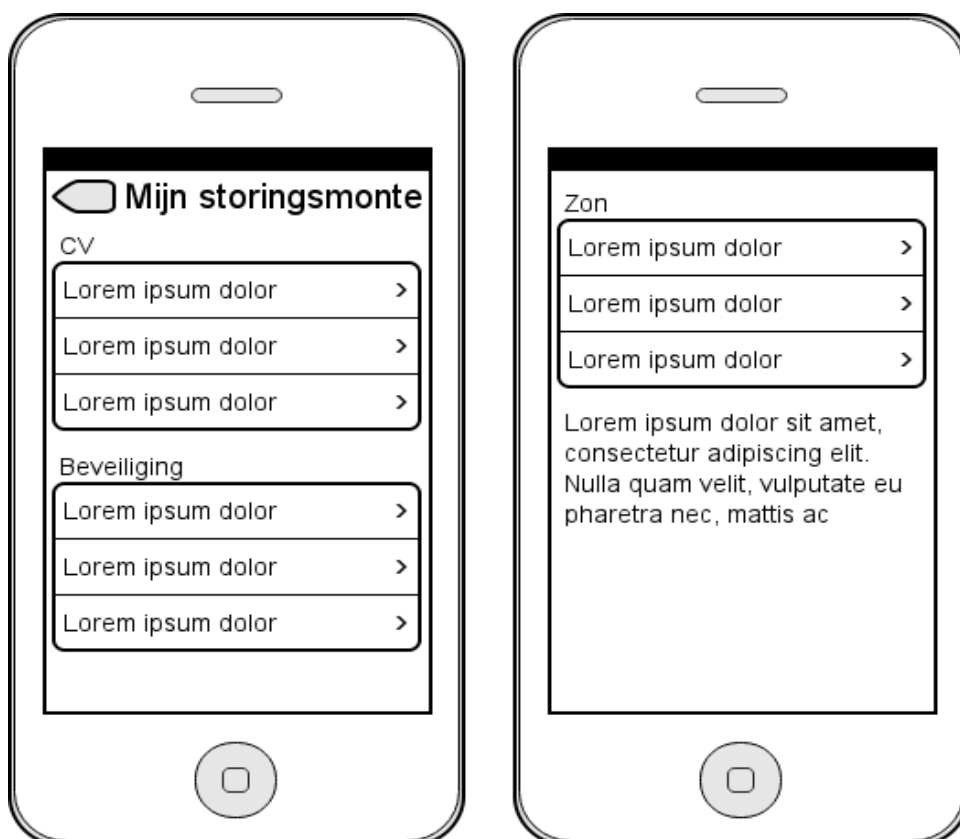 Mijn storingsmonte
CV
Lorem ipsum dolor
Lorem ipsum dolor
Lorem ipsum dolor
Beveiliging
Lorem ipsum dolor
Lorem ipsum dolor
Lorem ipsum dolor
Zon
Lorem ipsum dolor
Lorem ipsum dolor
Lorem ipsum dolor
Lorem ipsum dolor sit amet,
consectetur adipiscing elit.
Nulla quam velit, vulputate eu
pharetra nec, mattis ac